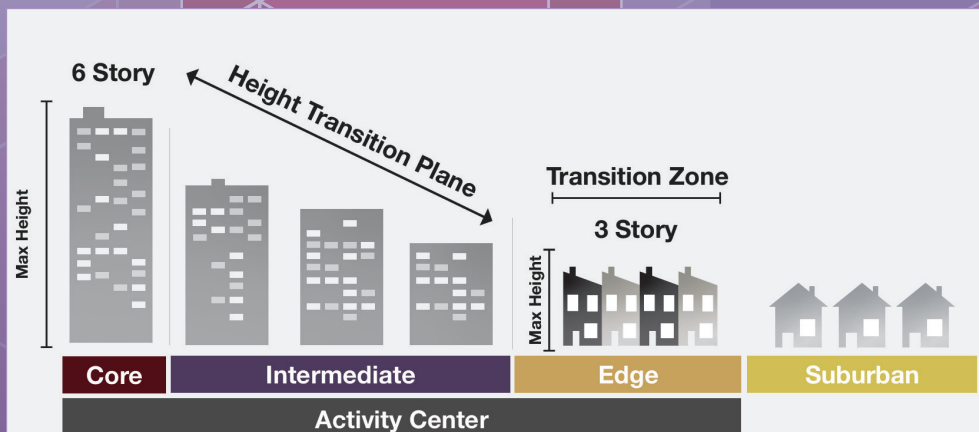 6 Story
Height Transition Plane
Max Height
Transition Zone
3 Story
Max Height
Core
Intermediate
Edge
Suburban
Activity Center